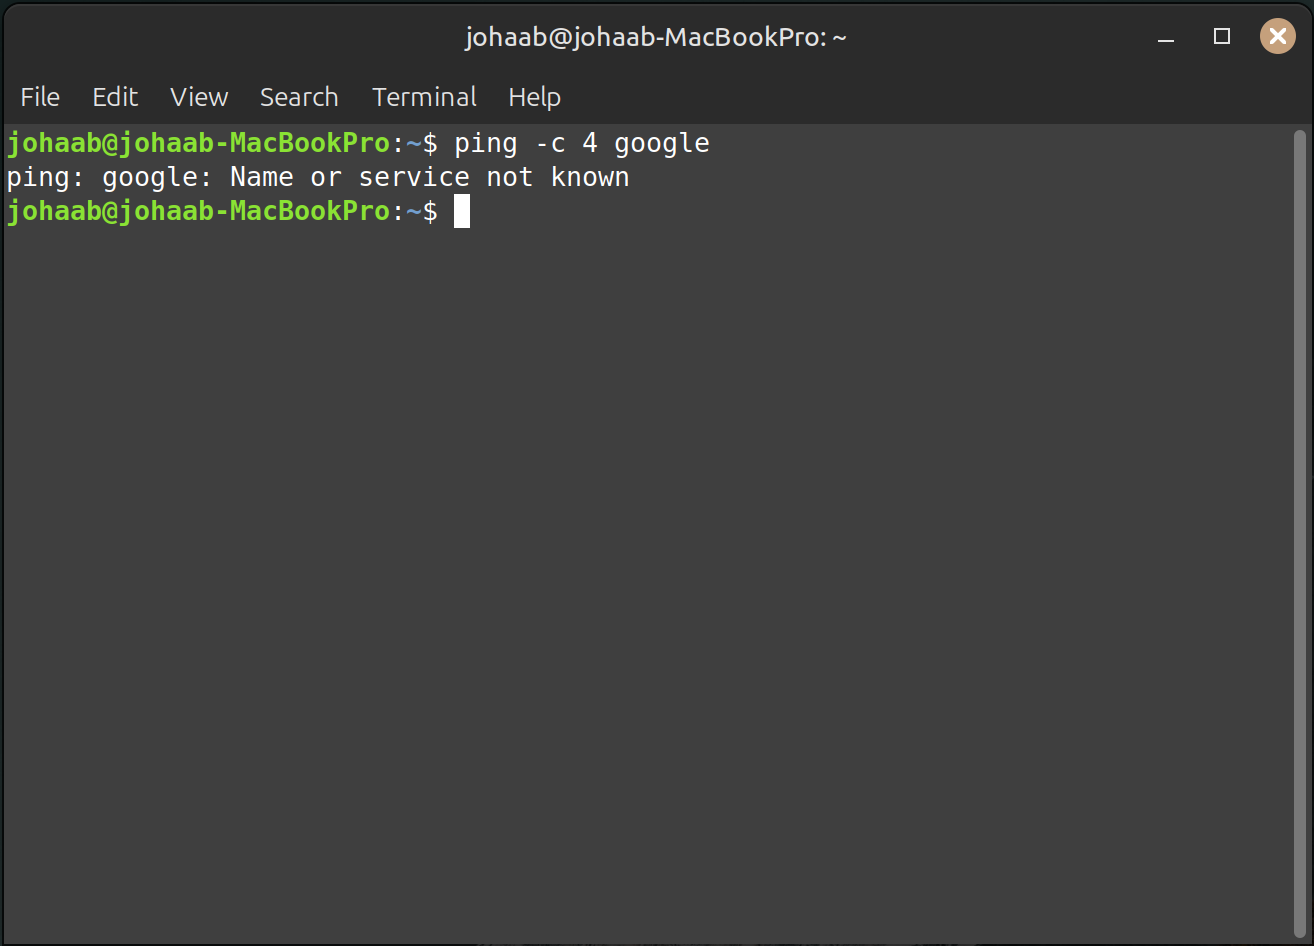 johaab@johaab-MacBookPro: ~
File Edit View Search Terminal Help
johaab@johaab-MacBookPro:~$ ping -c 4 google
ping: google: Name or service not known
johaab@johaab-MacBookPro:~$